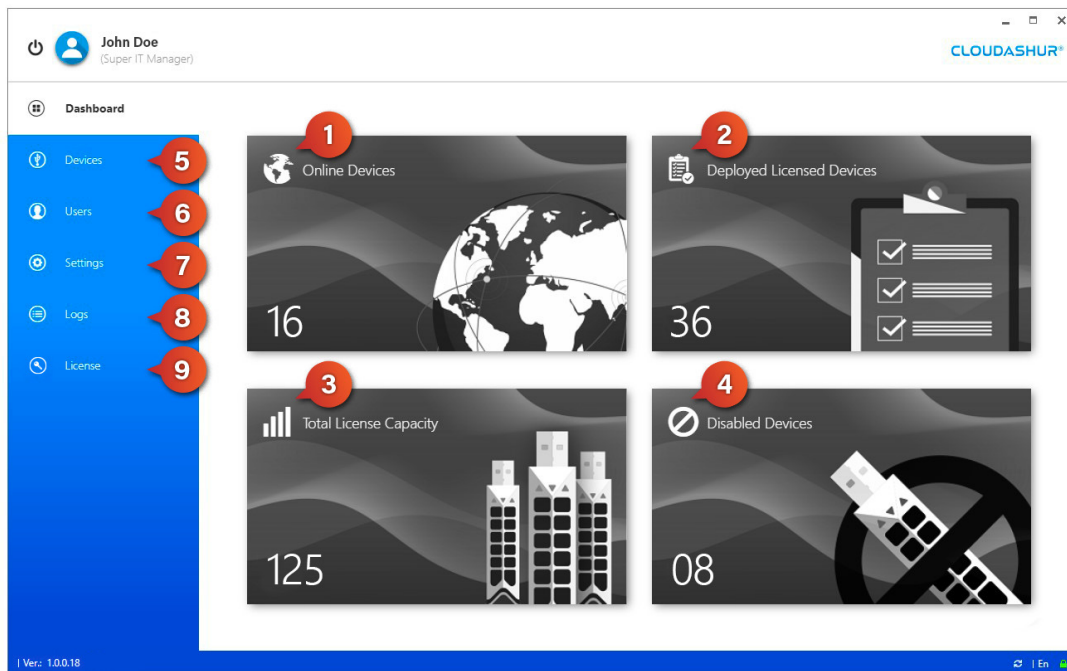 John Doe
(Super IT Manager)
CLOUDASHUR®
Dashboard
Devices
5
Users
6
Settings
7
Logs
8
License
9
1
Online Devices
16
2
Deployed Licensed Devices
36
3
Total License Capacity
125
4
Disabled Devices
08
| Ver.: 1.0.0.18
| En